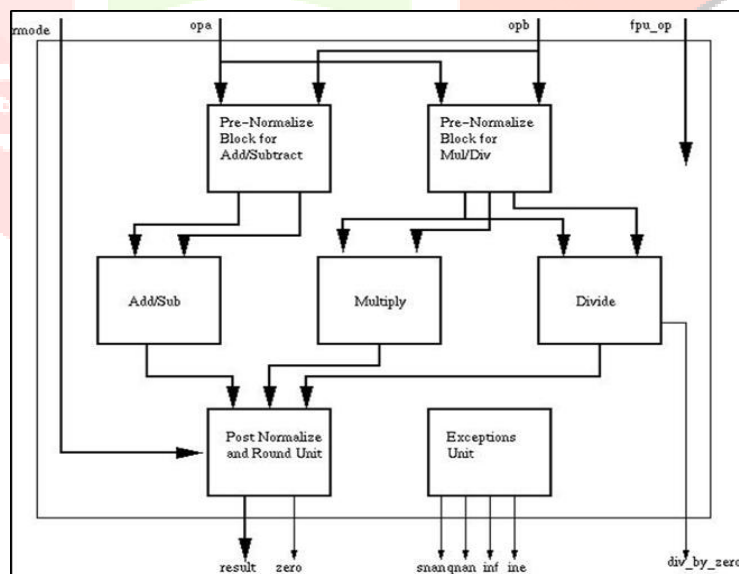 rmode opa opb fpu_op
Pre-Normalize
Block for
Add/Subtract
Pre-Normalize
Block for
Mul/Div
Add/Sub
Multiply
Divide
Post Normalize
and Round Unit
Exceptions
Unit
result zero snan qnan inf ine div_by_zero